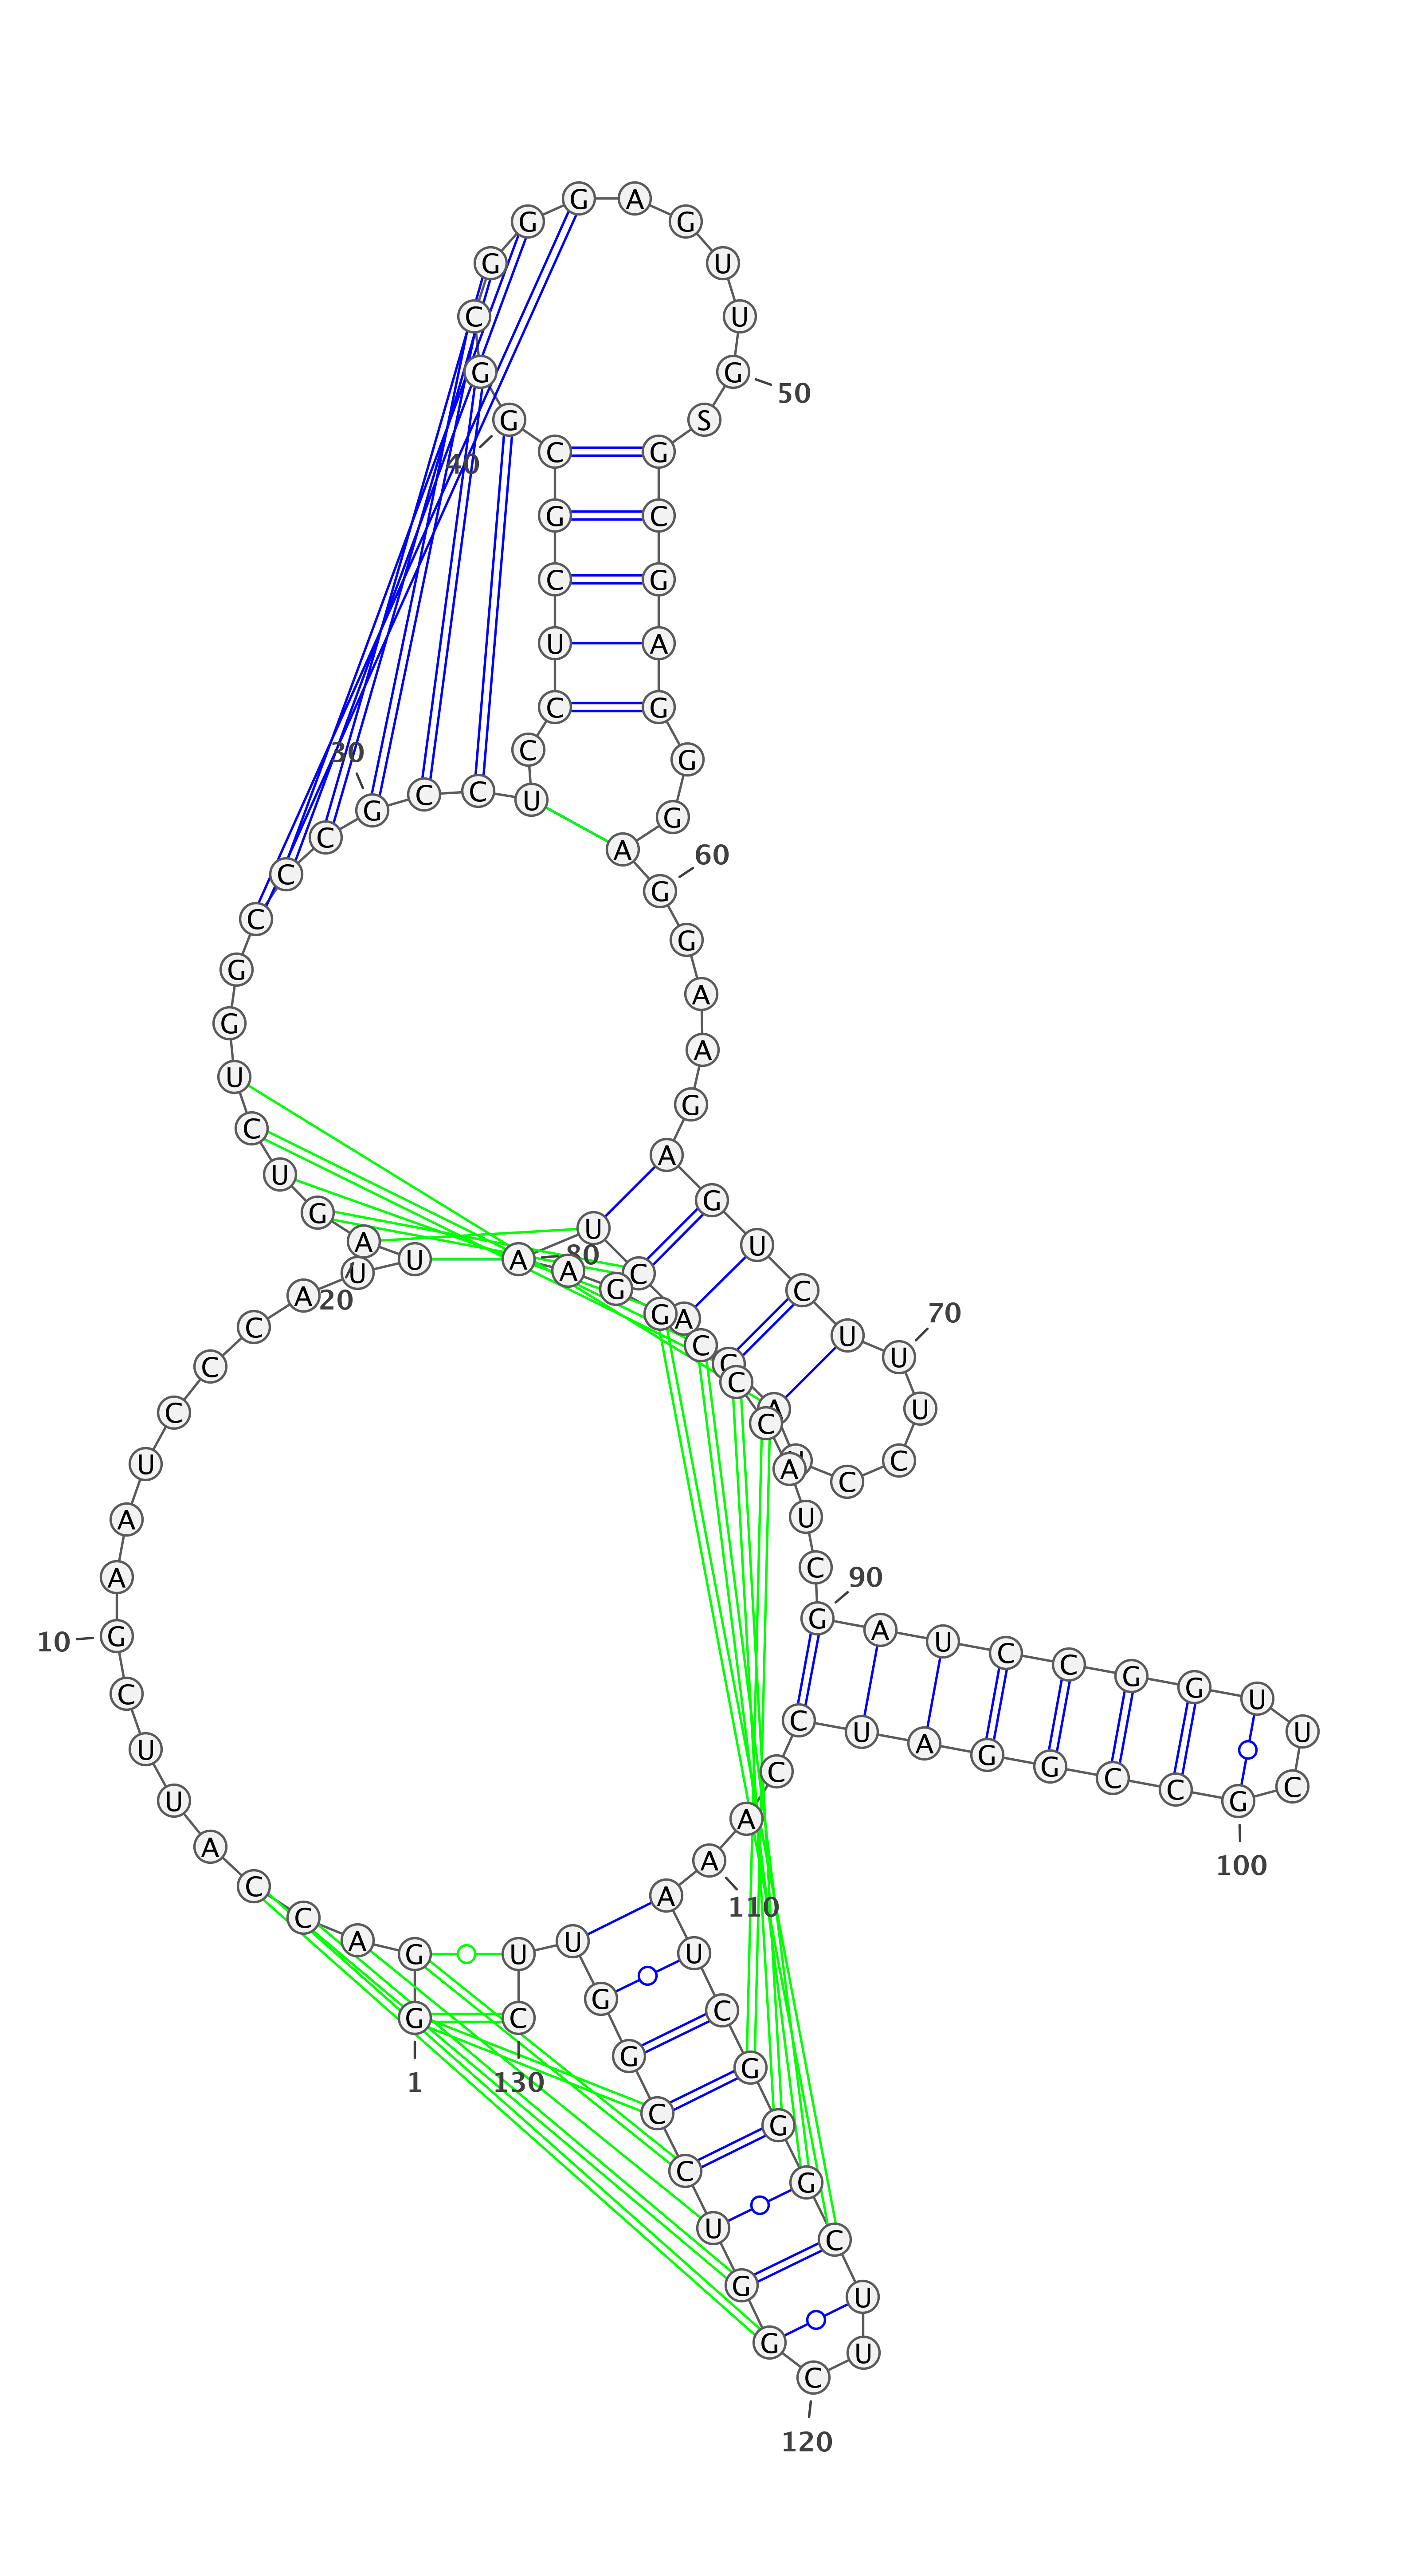 G A
G G
G U
C U
G G
50
G S
C G
40
G C
C G
U A
C G
C 30 G
G C C U G
C A 60
C G
C G
G A
G A
U G
C A
U G
G U U
A U A 80
U A C G C
A 20 G A 70
C C U
C C C U
C C A U
U A C
C
A U
A C 90
10 G G A U C C G G U
C U
U C U A G G C C G C
U C
A A 100
C A 110
C A
A G U U U
G G C
1 130 G C
C G
C G
U G
G C
G U
C U
120